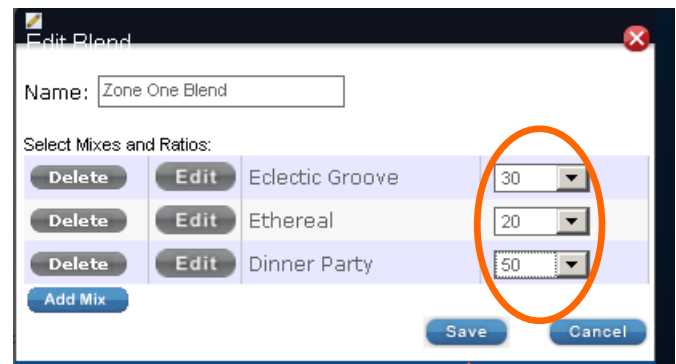 Edit Blend
Name: Zone One Blend
Select Mixes and Ratios:
Delete Edit Eclectic Groove 30
Delete Edit Ethereal 20
Delete Edit Dinner Party 50
Add Mix
Save Cancel